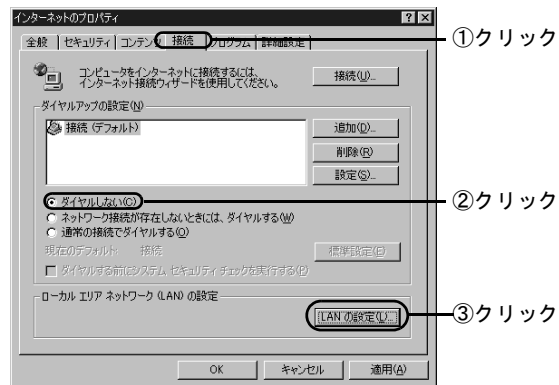 インターネットのプロパティ
全般 セキュリティ コンテンツ 接続 プログラム 詳細設定
①クリック
コンピュータをインターネットに接続するには、
インターネット接続ウィザードを使用してください。
接続(U)...
ダイヤルアップの設定(N)
接続 (デフォルト)
追加(D)...
削除(R)
設定(S)...
ダイヤルしない(C)
②クリック
ネットワーク接続が存在しないときには、ダイヤルする(W)
通常の接続でダイヤルする(O)
現在のデフォルト: 接続
標準設定(E)
ダイヤルする前にシステム セキュリティ チェックを実行する(P)
ローカル エリア ネットワーク (LAN) の設定
LAN の設定(L)...
③クリック
OK キャンセル 適用(A)